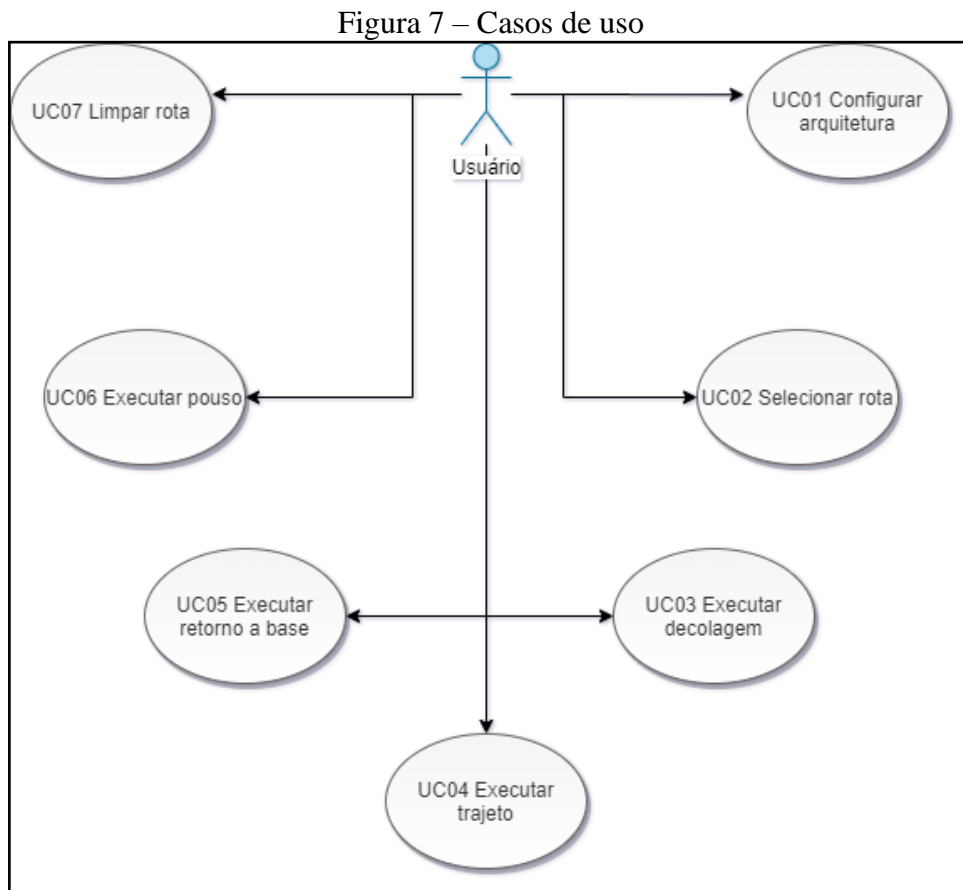 Figura 7 – Casos de uso
UC07 Limpar rota
Usuário
UC01 Configurar
arquitetura
UC06 Executar pouso
UC02 Selecionar rota
UC05 Executar
retorno a base
UC03 Executar
decolagem
UC04 Executar
trajeto